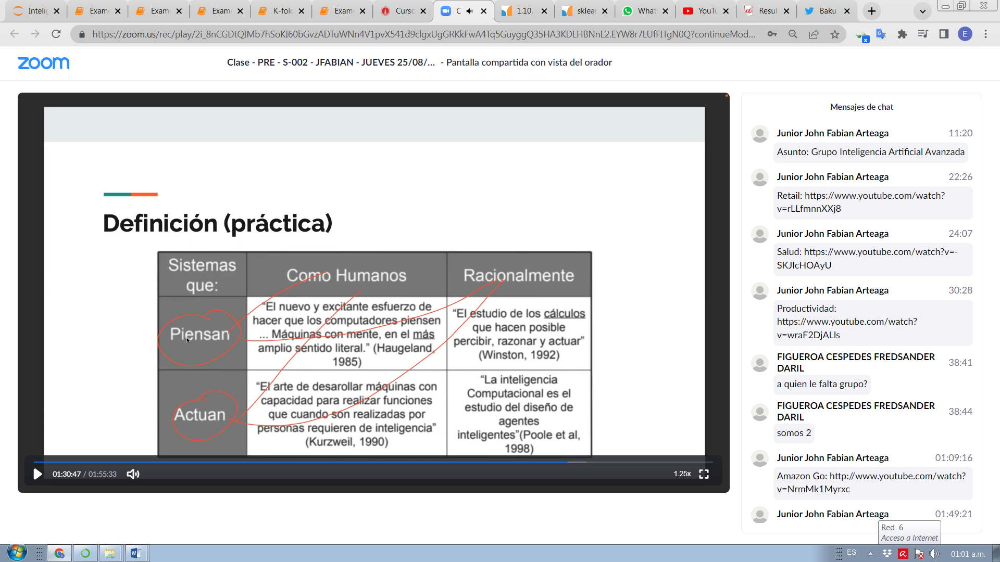 Intelig
Exame
Exame
Exame
K-fold
Exame
Curso
C
1.10.
sklear
What
YouTu
Resul
Baku
https://zoom.us/rec/play/2i_8nCGDtQIMb7hSoKI60bGvzADTuWNn4V1pvX541d9clgxUgGRKkFwA4Tq5GuyggQ35HA3KDLHBNnL2.EYW8r7LUfFITgN0Q?continueMod...
E
zoom
Clase - PRE - S-002 - JFABIAN - JUEVES 25/08/... - Pantalla compartida con vista del orador
Definición (práctica)
Sistemas
que:
Como Humanos
Racionalmente
Piensan
“El nuevo y excitante esfuerzo de
hacer que los computadores piensen
... Máquinas con mente, en el más
amplio sentido literal.” (Haugeland,
1985)
“El estudio de los cálculos
que hacen posible
percibir, razonar y actuar”
(Winston, 1992)
Actuan
“El arte de desarollar máquinas con
capacidad para realizar funciones
que cuando son realizadas por
personas requieren de inteligencia”
(Kurzweil, 1990)
“La inteligencia
Computacional es el
estudio del diseño de
agentes
inteligentes”(Poole et al,
1998)
01:30:47 / 01:55:33
1.25x
Mensajes de chat
Junior John Fabian Arteaga 11:20
Asunto: Grupo Inteligencia Artificial Avanzada
Junior John Fabian Arteaga 22:26
Retail: https://www.youtube.com/watch?
v=rLLfmnnXXj8
Junior John Fabian Arteaga 24:07
Salud: https://www.youtube.com/watch?v=-
SKJIcHOAyU
Junior John Fabian Arteaga 30:28
Productividad:
https://www.youtube.com/watch?
v=wraF2DjALls
FIGUEROA CESPEDES FREDSANDER
DARIL 38:41
a quien le falta grupo?
FIGUEROA CESPEDES FREDSANDER
DARIL 38:44
somos 2
Junior John Fabian Arteaga 01:09:16
Amazon Go: http://www.youtube.com/watch?
v=NrmMk1Myrxc
Junior John Fabian Arteaga 01:49:21
Red 6
Acceso a Internet
ES
01:01 a.m.